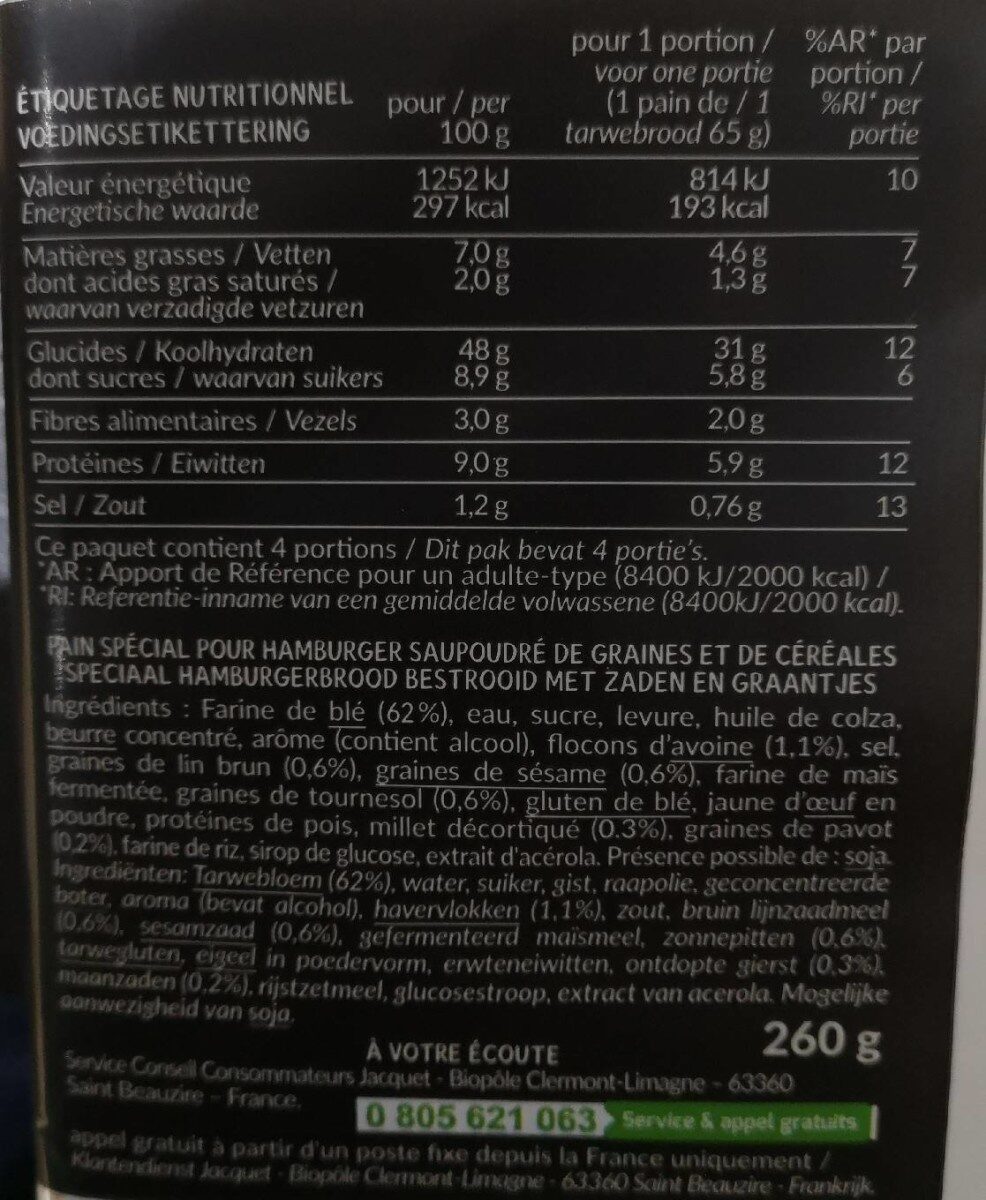 pour 1 portion / %AR* par
voor one portie portion /
ÉTIQUETAGE NUTRITIONNEL pour / per (1 pain de / 1 %RI* per
VOEDINGSETIKETTERING 100 g tarwebrood 65 g) portie
Valeur énergétique 1252 kJ 814 kJ 10
Energetische waarde 297 kcal 193 kcal
Matières grasses / Vetten 7,0 g 4,6 g 7
dont acides gras saturés / 2,0 g 1,3 g 7
waarvan verzadigde vetzuren
Glucides / Koolhydraten 48 g 31 g 12
dont sucres / waarvan suikers 8,9 g 5,8 g 6
Fibres alimentaires / Vezels 3,0 g 2,0 g
Protéines / Eiwitten 9,0 g 5,9 g 12
Sel / Zout 1,2 g 0,76 g 13
Ce paquet contient 4 portions / Dit pak bevat 4 portie's.
*AR : Apport de Référence pour un adulte-type (8400 kJ/2000 kcal) /
*RI: Referentie-inname van een gemiddelde volwassene (8400kJ/2000 kcal).
PAIN SPÉCIAL POUR HAMBURGER SAUPOUDRÉ DE GRAINES ET DE CÉRÉALES
SPECIAAL HAMBURGERBROOD BESTROOID MET ZADEN EN GRAANTJES
Ingrédients : Farine de blé (62%), eau, sucre, levure, huile de colza,
beurre concentré, arôme (contient alcool), flocons d'avoine (1,1%), sel,
graines de lin brun (0,6%), graines de sésame (0,6%), farine de maïs
fermentée, graines de tournesol (0,6%), gluten de blé, jaune d'œuf en
poudre, protéines de pois, millet décortiqué (0.3%), graines de pavot
(0,2%), farine de riz, sirop de glucose, extrait d'acérola. Présence possible de : soja.
Ingrediënten: Tarwebloem (62%), water, suiker, gist, raapolie, geconcentreerde
boter, aroma (bevat alcohol), havervlokken (1,1%), zout, bruin lijnzaadmeel
(0,6%), sesamzaad (0,6%), gefermenteerd maismeel, zonnepitten (0,6%),
tarwegluten, eigeel in poedervorm, erwteneiwitten, ontdopte gierst (0,3%),
maanzaden (0,2%), rijstzetmeel, glucosestroop, extract van acerola. Mogelijke
aanwezigheid van soja.
260 g
À VOTRE ÉCOUTE
Service Conseil Consommateurs Jacquet - Biopôle Clermont-Limagne - 63360
Saint Beauzire - France.
0 805 621 063 Service & appel gratuits
appel gratuit à partir d'un poste fixe depuis la France uniquement /
Klantendienst Jacquet - Biopôle Clermont-Limagne - 63360 Saint Beauzire - Frankrijk.